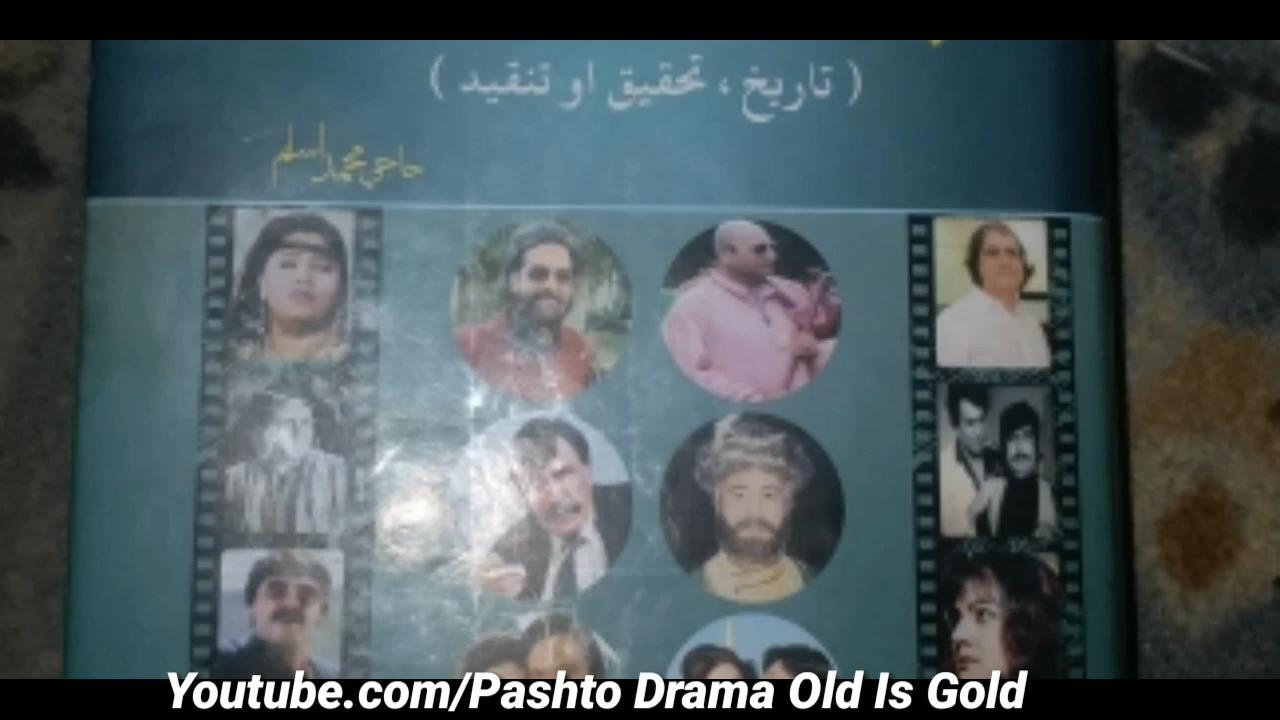 ( تاریخ ، تحقیق او تنقید )
حاجي محمد اسلم
Youtube.com/Pashto Drama Old Is Gold